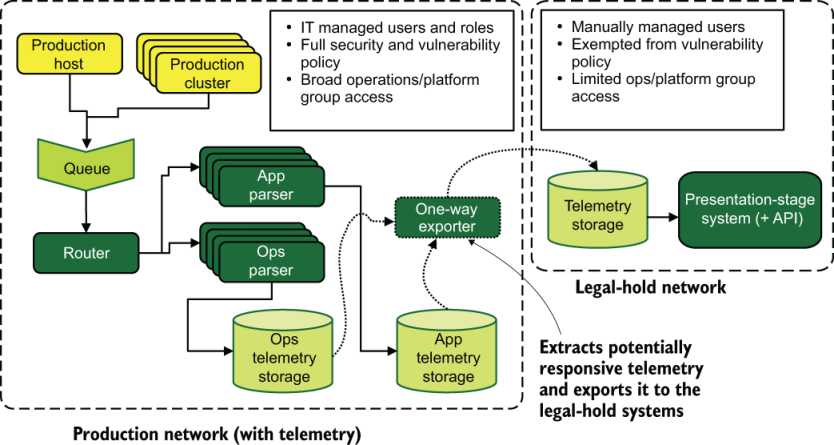 Production
host
Production
cluster
• IT managed users and roles
• Full security and vulnerability
policy
• Broad operations/platform
group access
• Manually managed users
• Exempted from vulnerability
policy
• Limited ops/platform group
access
Queue
App
parser
Router
Ops
parser
One-way
exporter
Telemetry
storage
Presentation-stage
system (+ API)
Legal-hold network
Ops
telemetry
storage
App
telemetry
storage
Extracts potentially
responsive telemetry
and exports it to the
legal-hold systems
Production network (with telemetry)